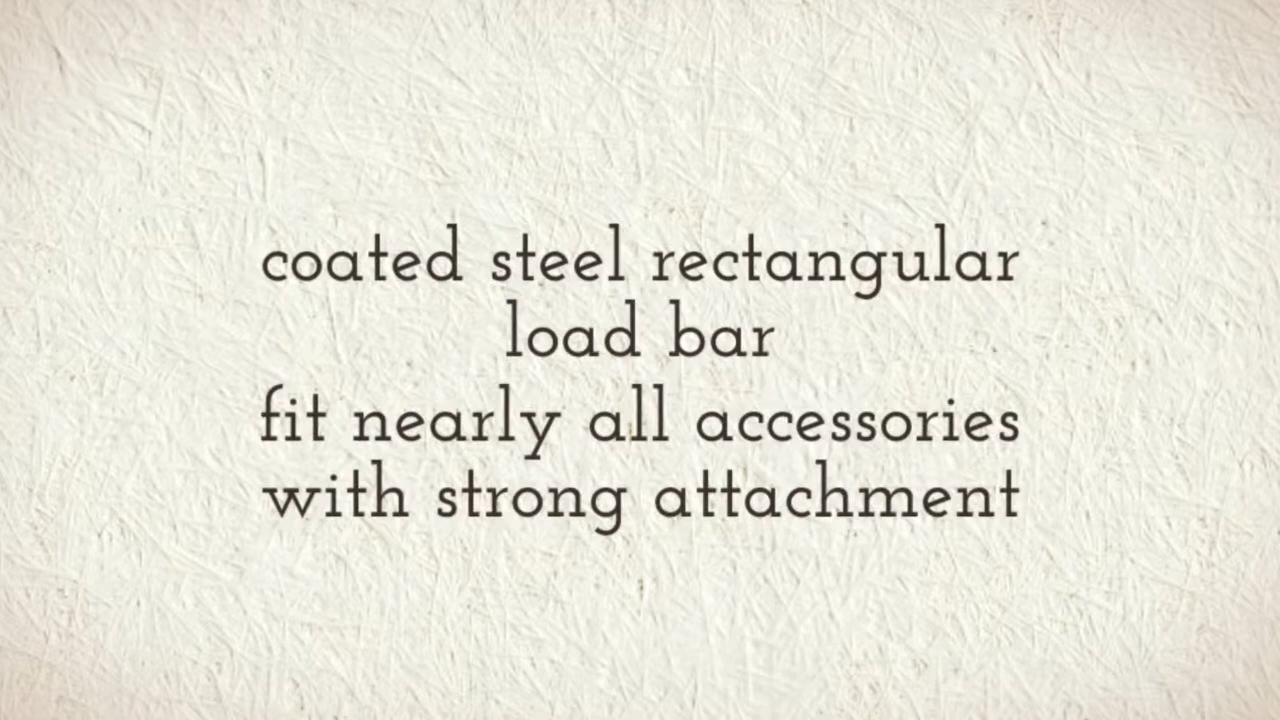 coated steel rectangular
load bar
fit nearly all accessories
with strong attachment